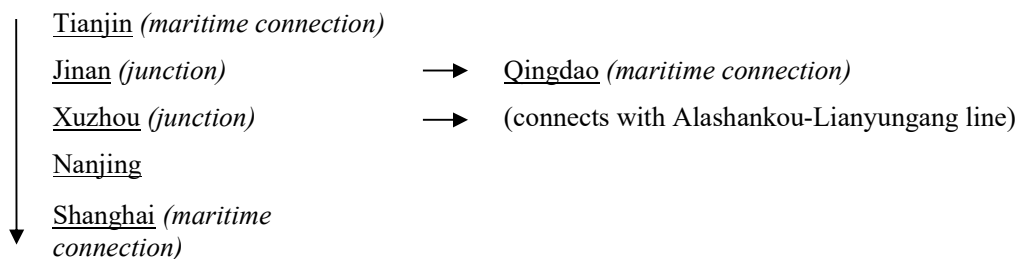 Tianjin (maritime connection)
Jinan (junction) Qingdao (maritime connection)
Xuzhou (junction) (connects with Alashankou-Lianyungang line)
Nanjing
Shanghai (maritime
connection)